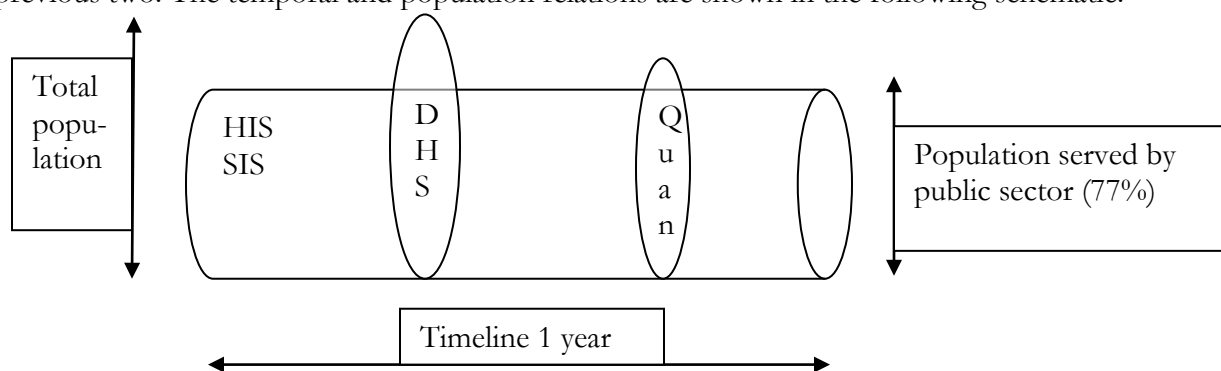 previous two. The temporal and population relations are shown in the following schematic.
Total
popu-
lation
HIS
SIS
D
H
S
Q
u
a
n
Population served by
public sector (77%)
Timeline 1 year